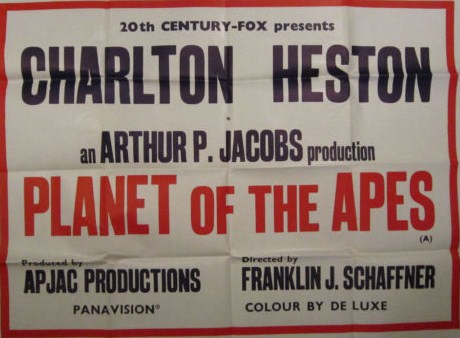 20th CENTURY-FOX presents
CHARLTON HESTON
an ARTHUR P. JACOBS production
PLANET OF THE APES
(A)
Produced by
APJAC PRODUCTIONS
Directed by
FRANKLIN J. SCHAFFNER
PANAVISION®
COLOUR BY DE LUXE